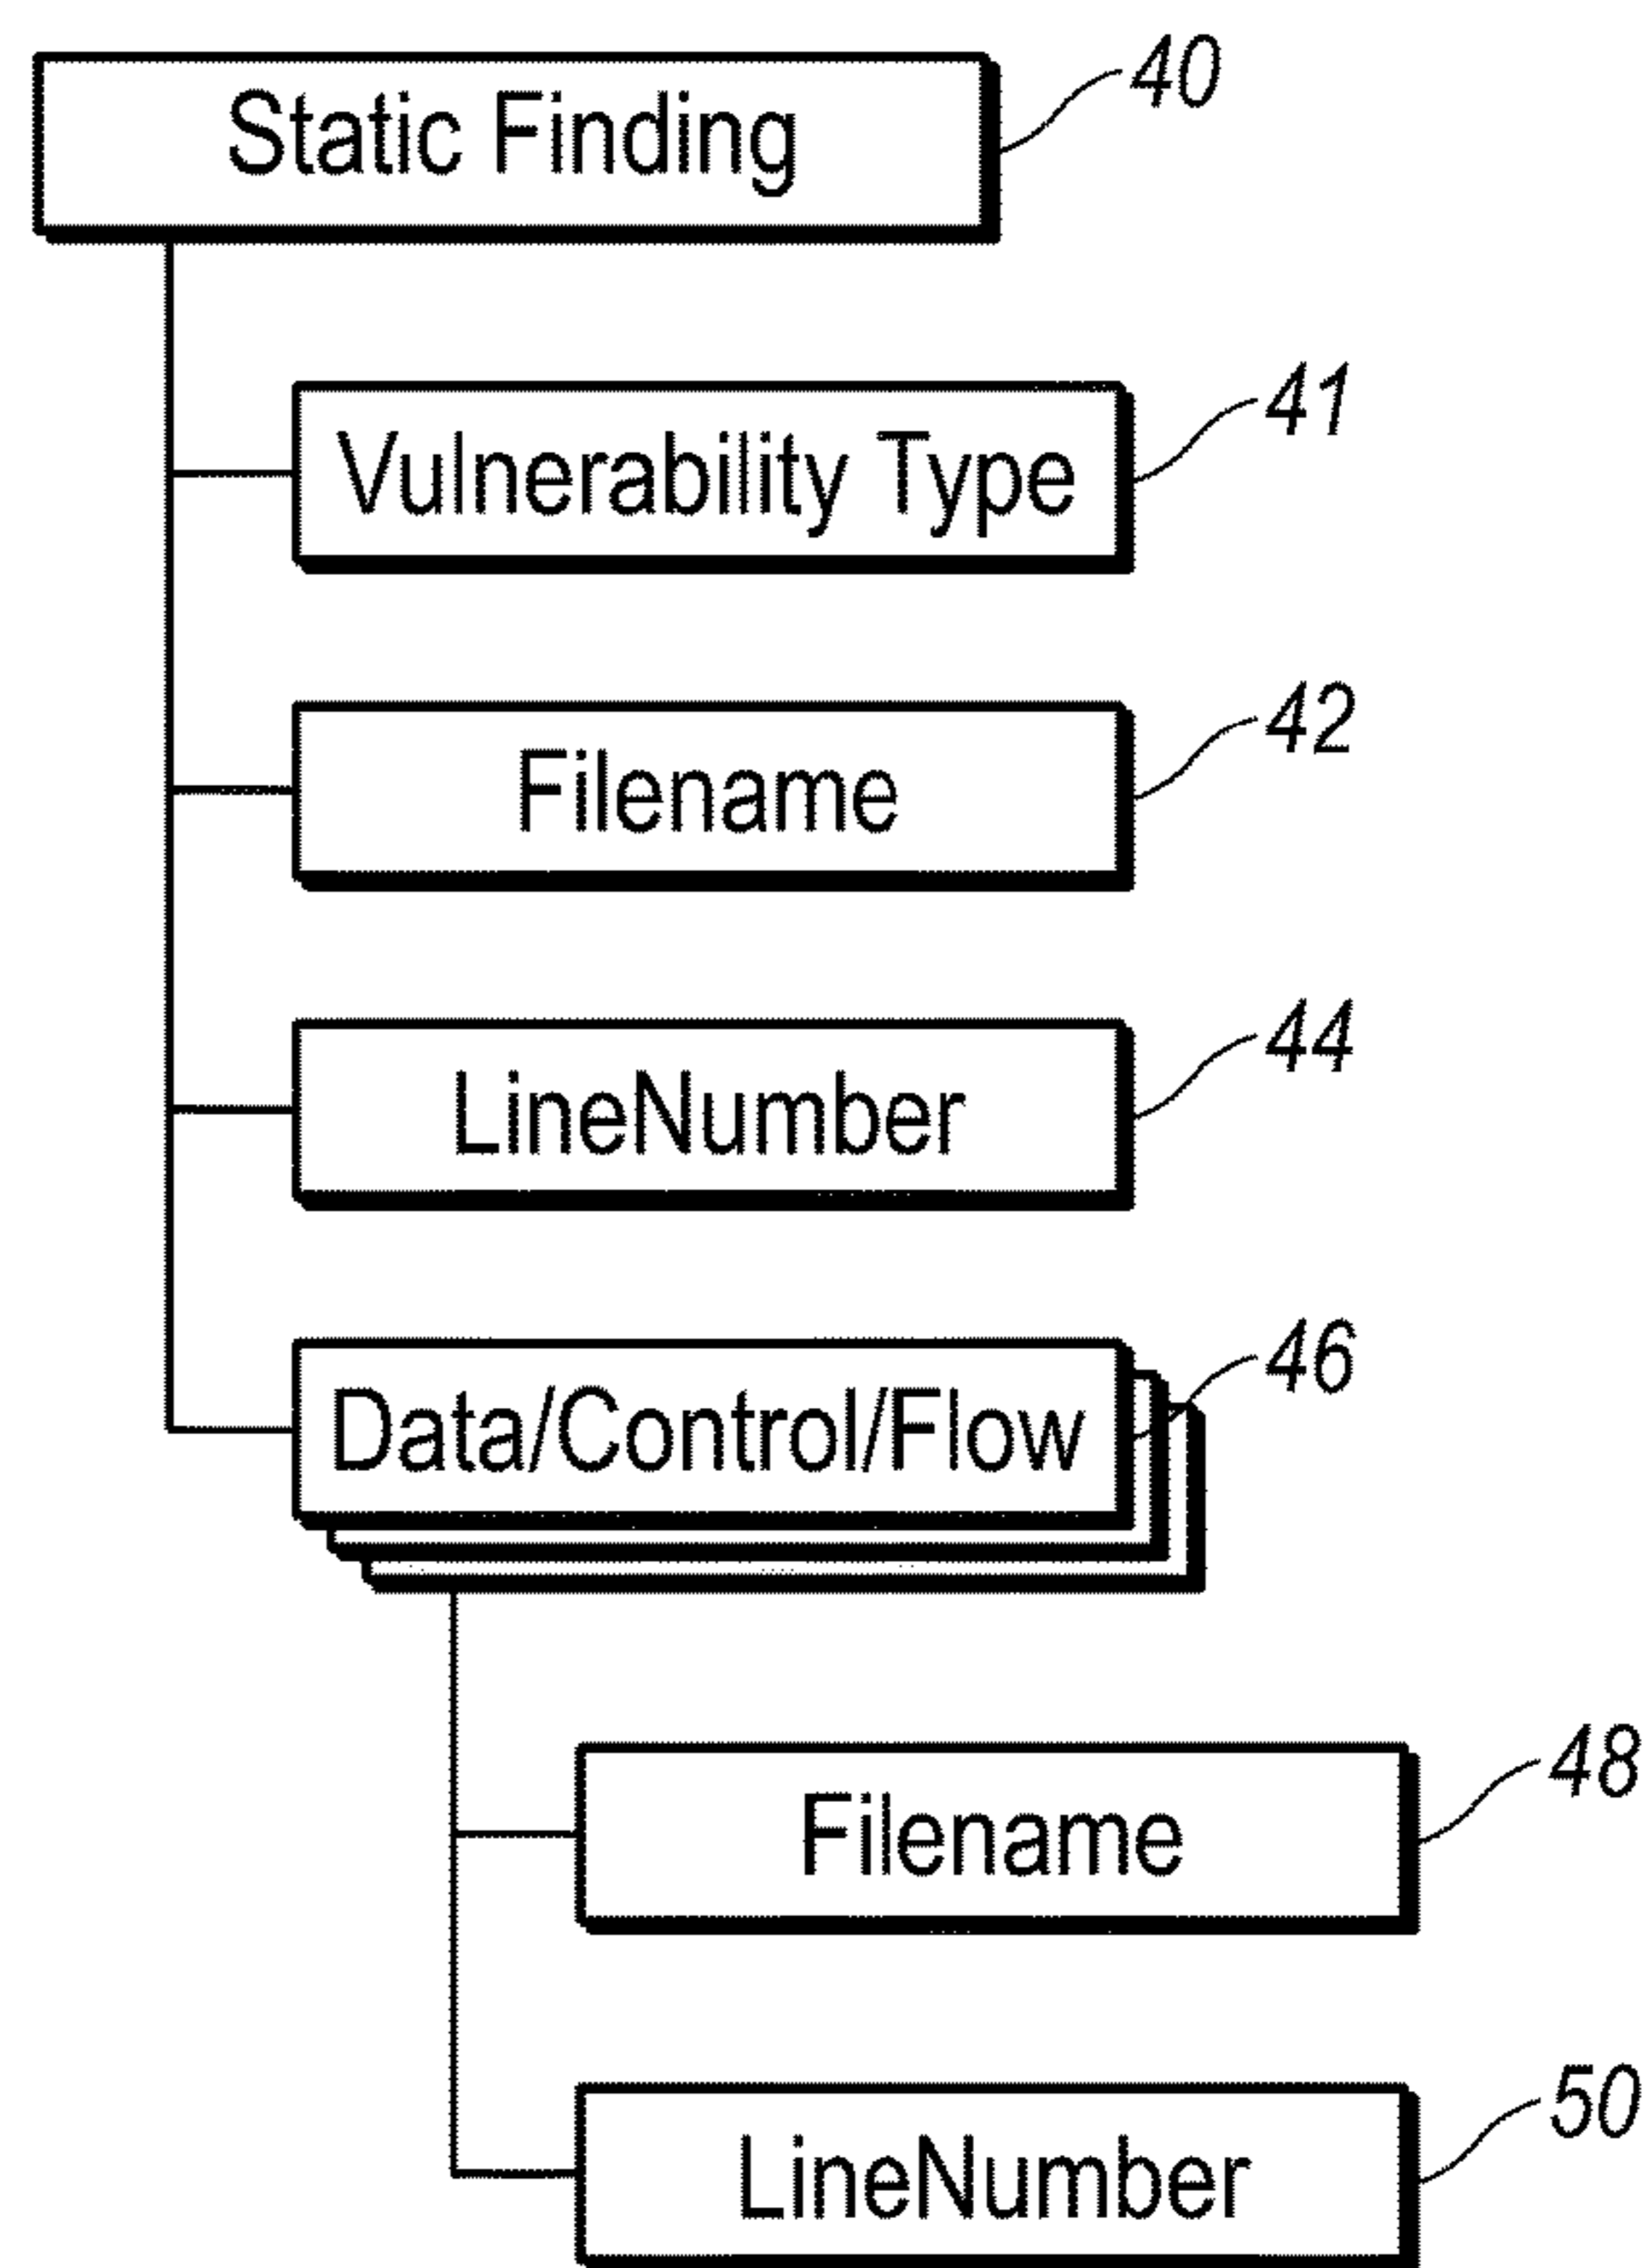 Static Finding 40
Vulnerability Type 41
Filename 42
LineNumber 44
Data/Control/Flow 46
Filename 48
LineNumber 50